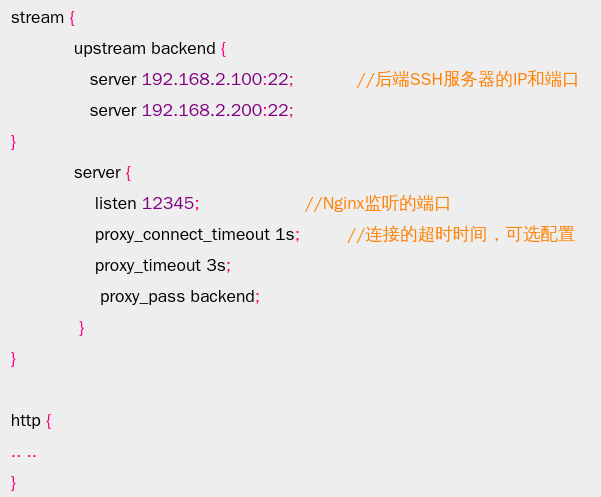 stream {
upstream backend {
server 192.168.2.100:22; //后端SSH服务器的IP和端口
server 192.168.2.200:22;
}
server {
listen 12345; //Nginx监听的端口
proxy_connect_timeout 1s; //连接的超时时间，可选配置
proxy_timeout 3s;
proxy_pass backend;
}
}
http {
.. ..
}